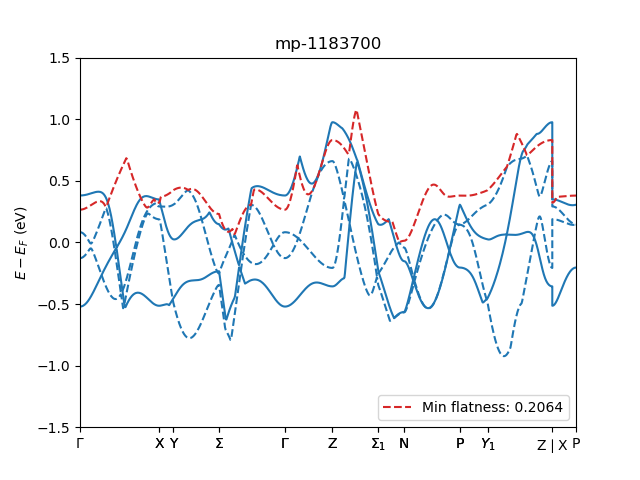 mp-1183700
1.5
1.0
0.5
0.0
−0.5
−1.0
−1.5
E − E_F (eV)
Min flatness: 0.2064
Γ X Y Σ Γ Z Σ₁ N P Y₁ Z | X P